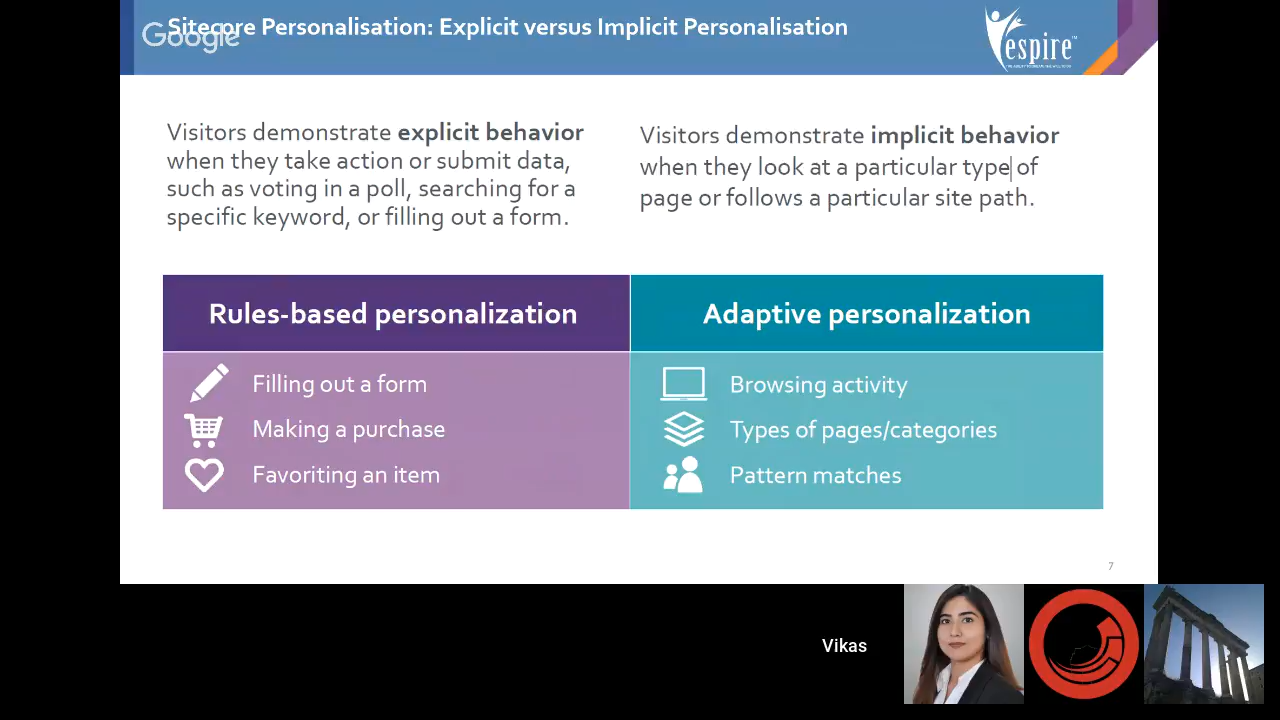 Sitecore Personalisation: Explicit versus Implicit Personalisation
Google
espire
Visitors demonstrate explicit behavior
when they take action or submit data,
such as voting in a poll, searching for a
specific keyword, or filling out a form.
Visitors demonstrate implicit behavior
when they look at a particular type of
page or follows a particular site path.
Rules-based personalization
Filling out a form
Making a purchase
Favoriting an item
Adaptive personalization
Browsing activity
Types of pages/categories
Pattern matches
7
Vikas